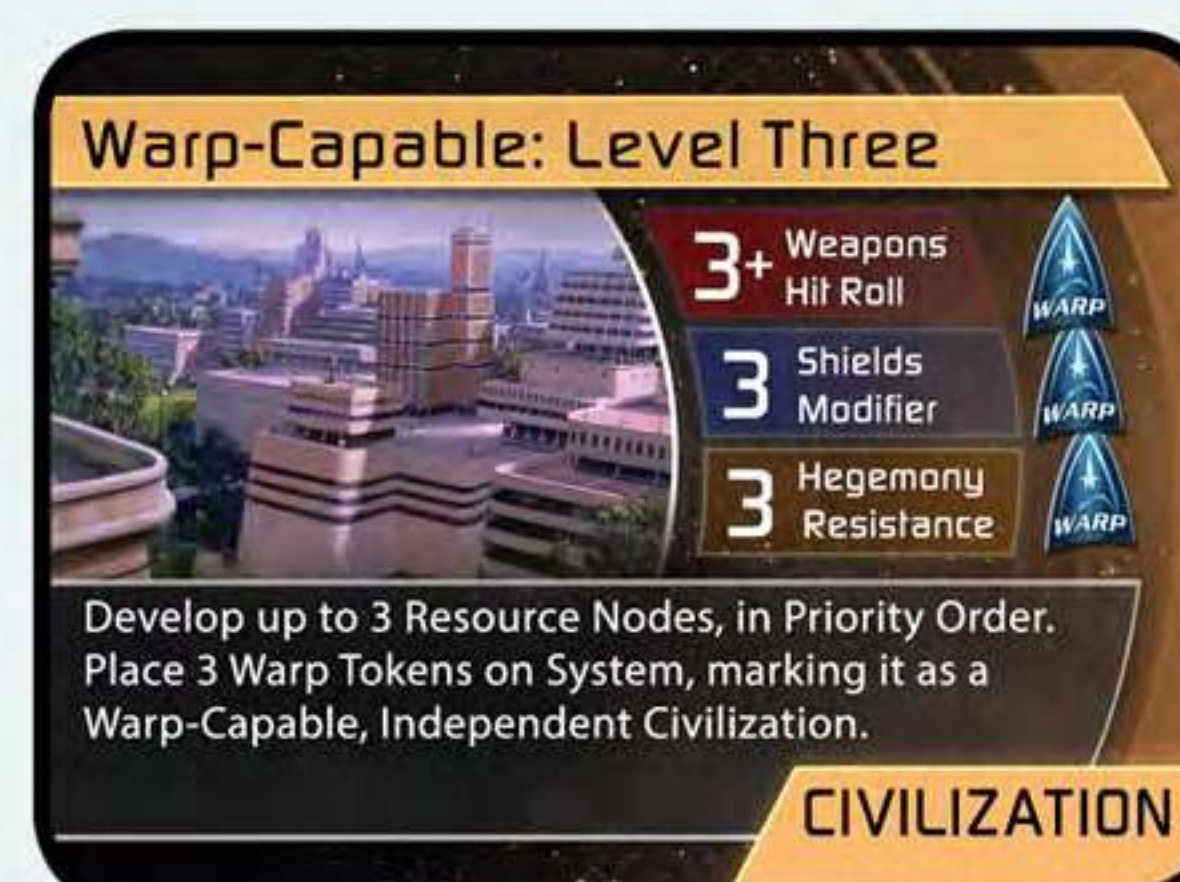 Warp-Capable: Level Three
3+ Weapons
Hit Roll
WARP
3 Shields
Modifier
WARP
3 Hegemony
Resistance
WARP
Develop up to 3 Resource Nodes, in Priority Order.
Place 3 Warp Tokens on System, marking it as a
Warp-Capable, Independent Civilization.
CIVILIZATION